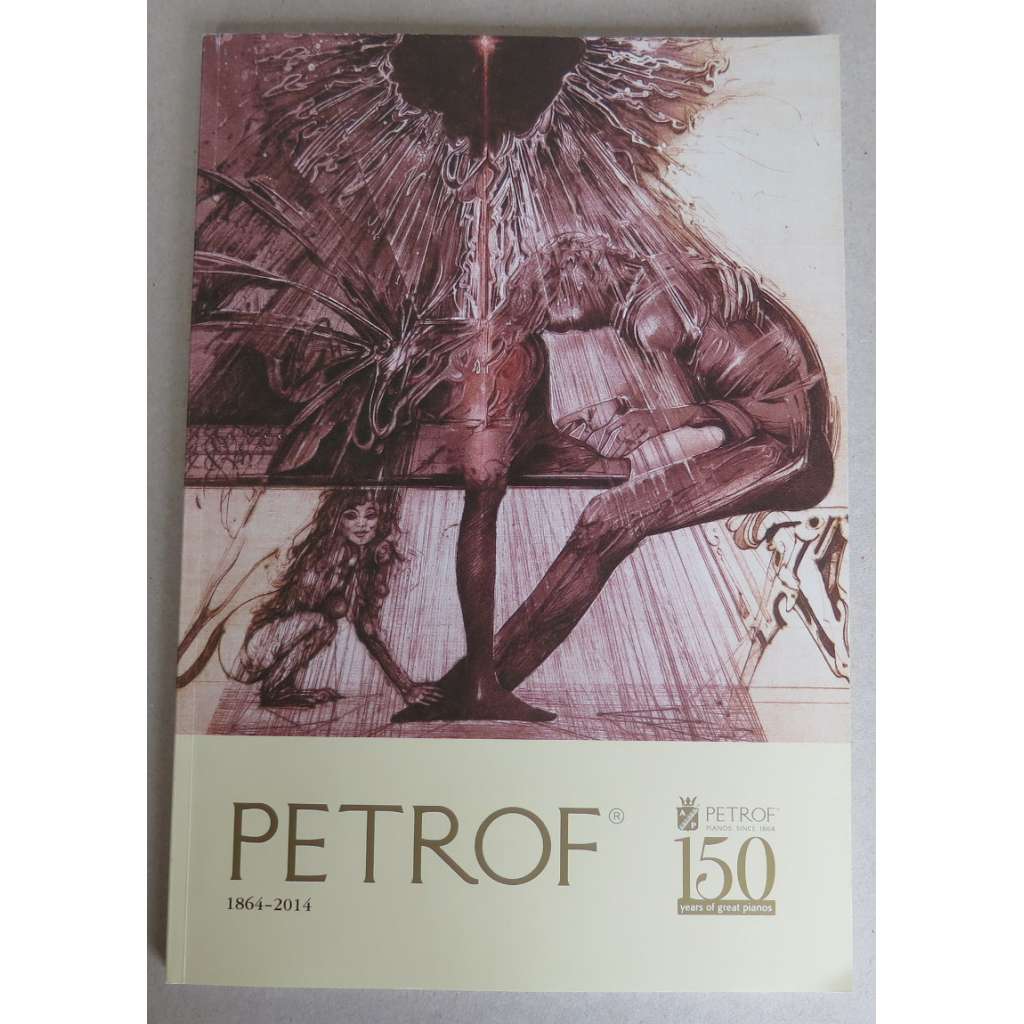 PETROF®
1864-2014
PETROF
PIANOS SINCE 1864
150
years of great pianos